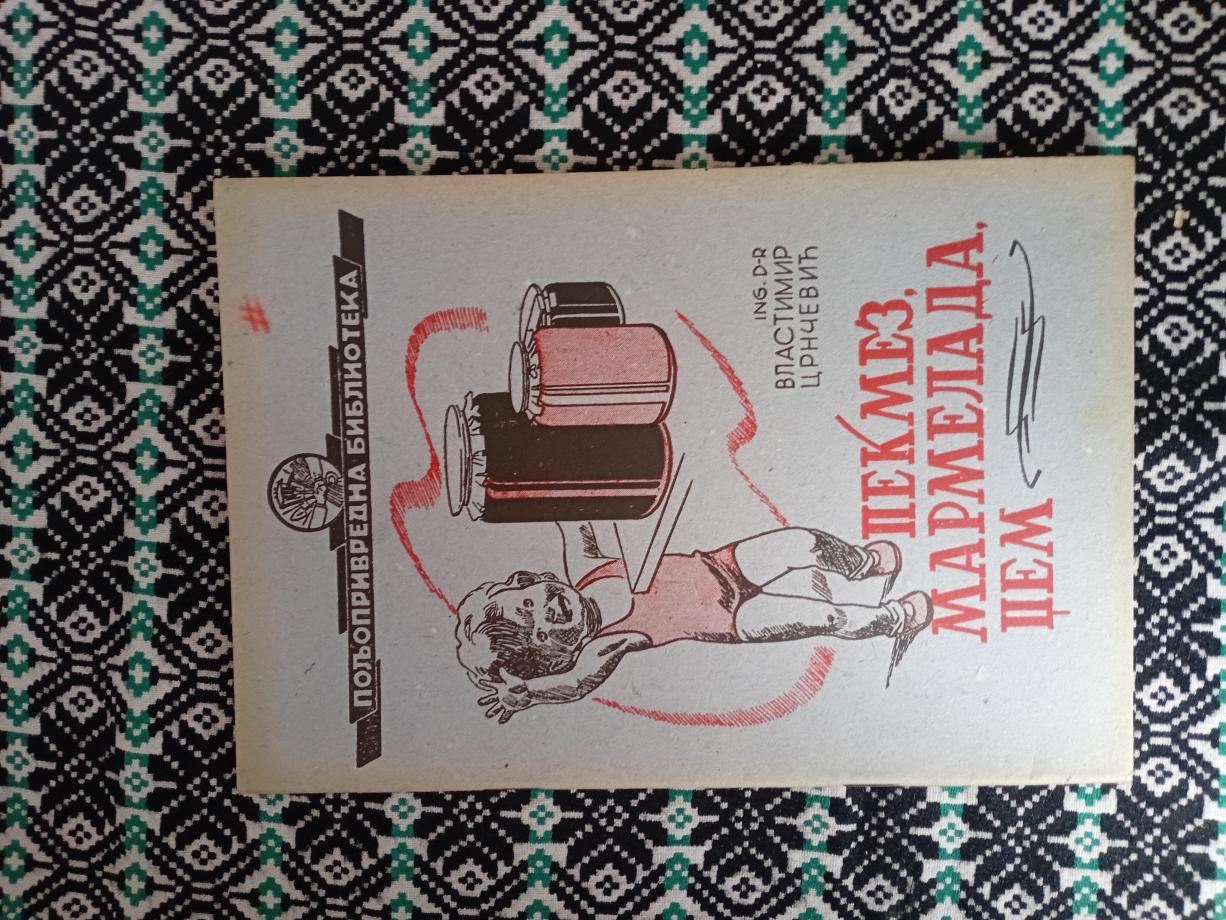 ПОЉОПРИВРЕДНА БИБЛИОТЕКА
ING. D-R
ВЛАСТИМИР
ЦРНЧЕВИЋ
ПЕКМЕЗ,
МАРМЕЛАДА,
ЏЕМ